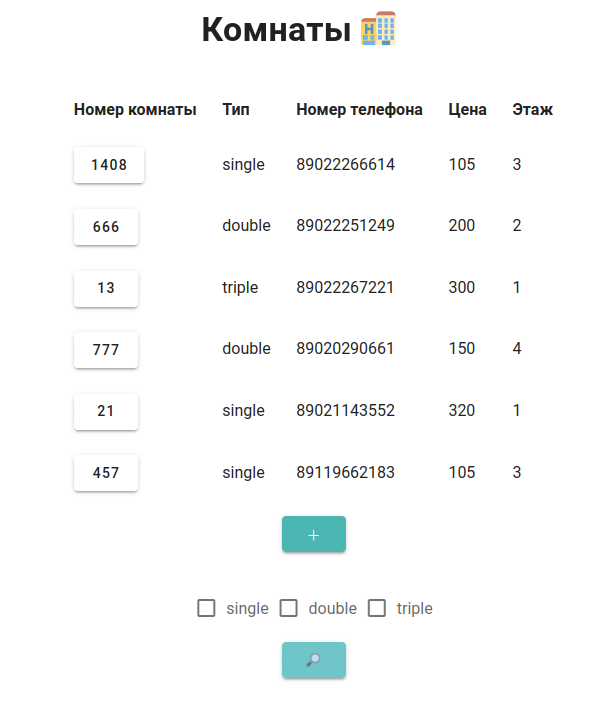 Комнаты 🏨
Номер комнаты Тип Номер телефона Цена Этаж
1408 single 89022266614 105 3
666 double 89022251249 200 2
13 triple 89022267221 300 1
777 double 89020290661 150 4
21 single 89021143552 320 1
457 single 89119662183 105 3
+
single double triple